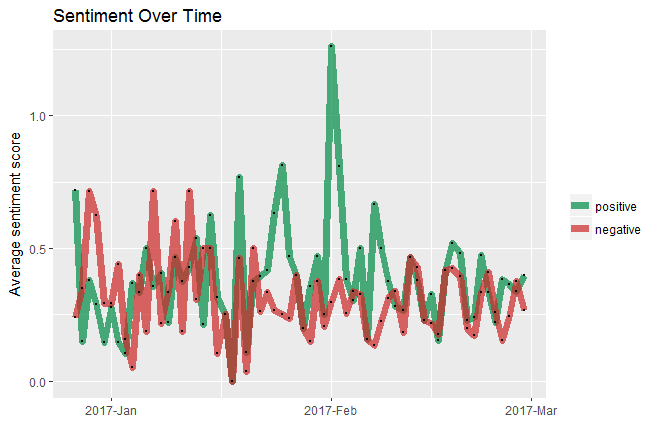 Sentiment Over Time
Average sentiment score
1.0
0.5
0.0
2017-Jan
2017-Feb
2017-Mar
positive
negative